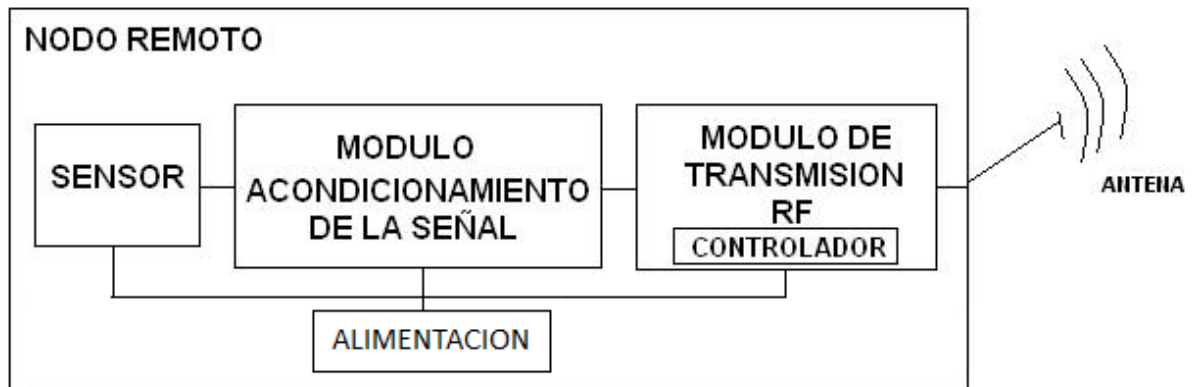 NODO REMOTO
SENSOR
MODULO
ACONDICIONAMIENTO
DE LA SEÑAL
MODULO DE
TRANSMISION
RF
CONTROLADOR
ANTENA
ALIMENTACION